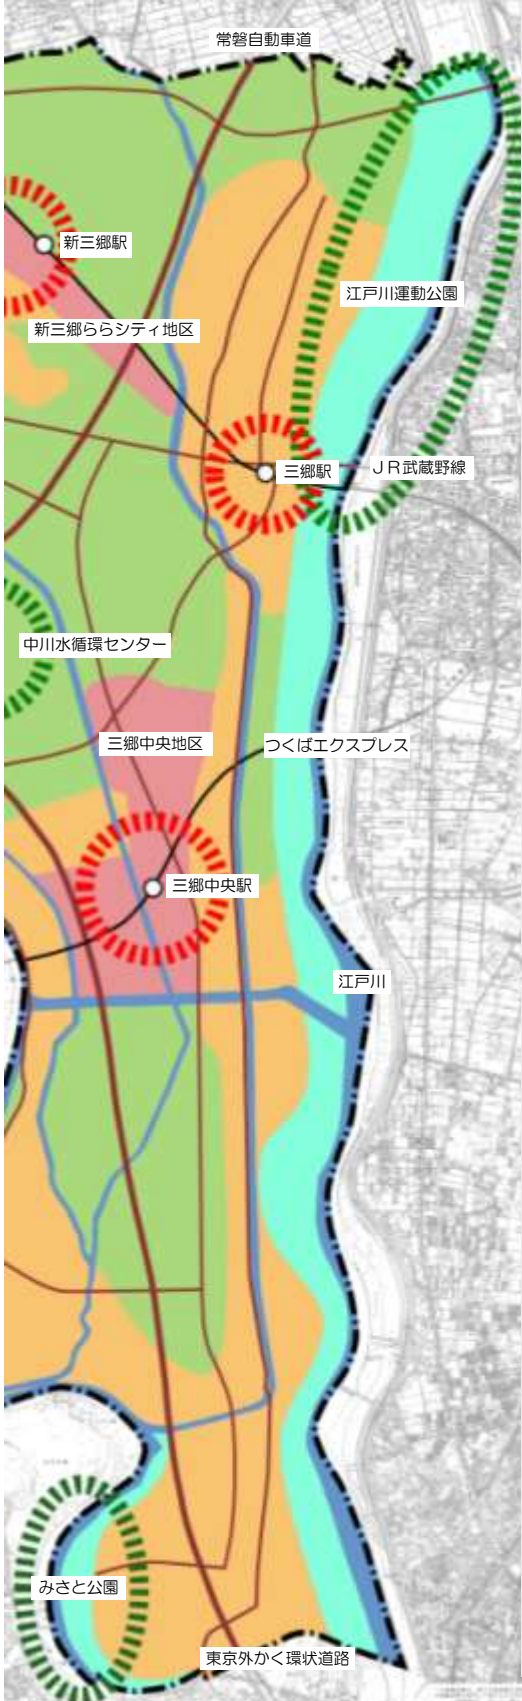 常磐自動車道
新三郷駅
江戸川運動公園
新三郷ららシティ地区
三郷駅
ＪＲ武蔵野線
中川水循環センター
三郷中央地区
つくばエクスプレス
三郷中央駅
江戸川
みさと公園
東京外かく環状道路